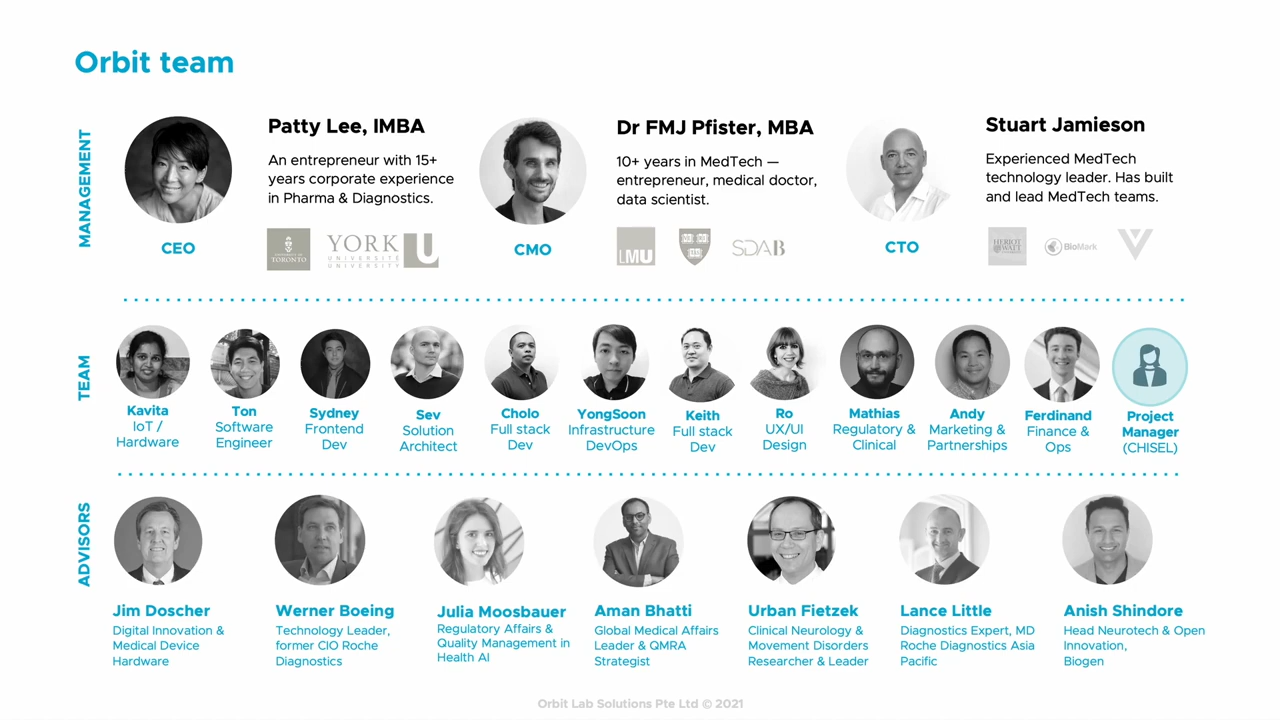 Orbit team
MANAGEMENT
Patty Lee, IMBA
An entrepreneur with 15+
years corporate experience
in Pharma & Diagnostics.
CEO
UNIVERSITY OF
TORONTO
YORK
UNIVERSITÉ
UNIVERSITY
U
Dr FMJ Pfister, MBA
10+ years in MedTech —
entrepreneur, medical doctor,
data scientist.
CMO
LMU
SDAB
Stuart Jamieson
Experienced MedTech
technology leader. Has built
and lead MedTech teams.
CTO
HERIOT
WATT
BioMark
TEAM
Kavita
IoT /
Hardware
Ton
Software
Engineer
Sydney
Frontend
Dev
Sev
Solution
Architect
Cholo
Full stack
Dev
YongSoon
Infrastructure
DevOps
Keith
Full stack
Dev
Ro
UX/UI
Design
Mathias
Regulatory &
Clinical
Andy
Marketing &
Partnerships
Ferdinand
Finance &
Ops
Project
Manager
(CHISEL)
ADVISORS
Jim Doscher
Digital Innovation &
Medical Device
Hardware
Werner Boeing
Technology Leader,
former CIO Roche
Diagnostics
Julia Moosbauer
Regulatory Affairs &
Quality Management in
Health AI
Aman Bhatti
Global Medical Affairs
Leader & QMRA
Strategist
Urban Fietzek
Clinical Neurology &
Movement Disorders
Researcher & Leader
Lance Little
Diagnostics Expert, MD
Roche Diagnostics Asia
Pacific
Anish Shindore
Head Neurotech & Open
Innovation,
Biogen
Orbit Lab Solutions Pte Ltd © 2021